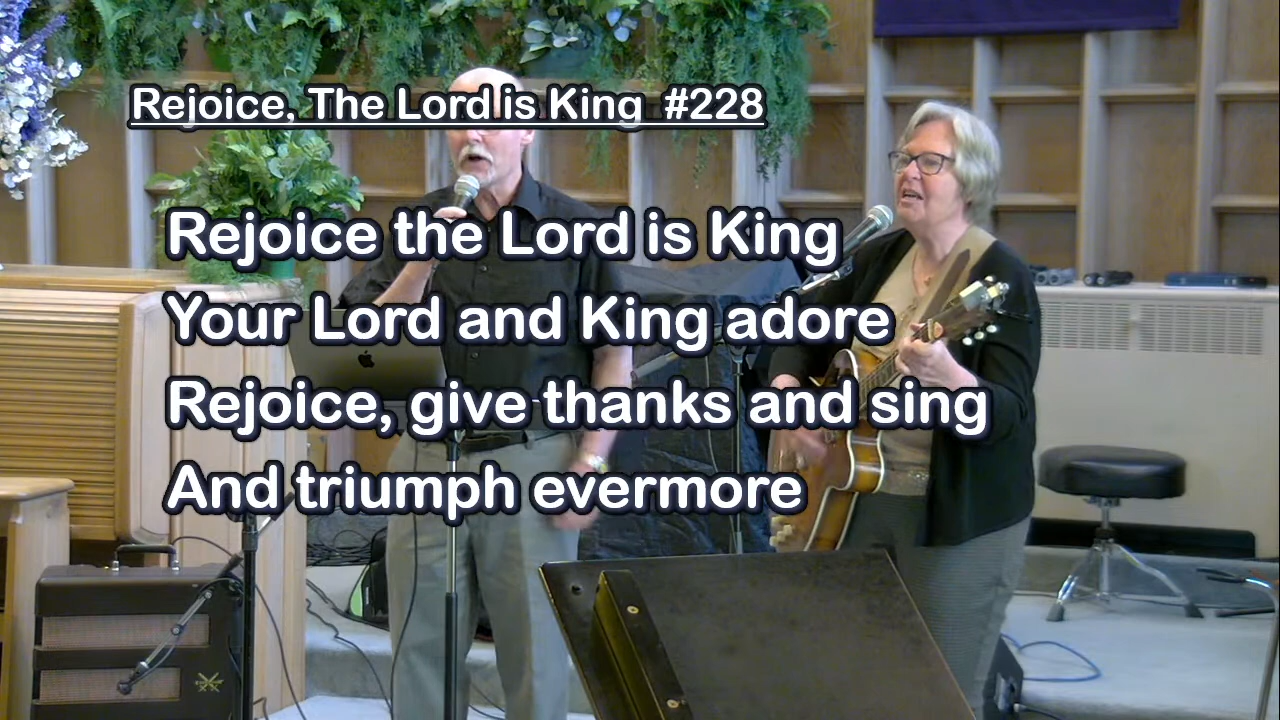 Rejoice, The Lord is King #228
Rejoice the Lord is King
Your Lord and King adore
Rejoice, give thanks and sing
And triumph evermore